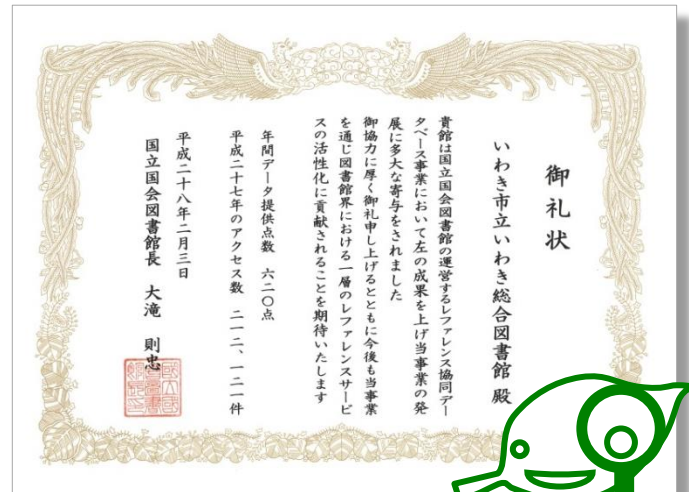 御礼状
いわき市立いわき総合図書館 殿
貴館は国立国会図書館の運営するレファレンス協同デー
タベース事業において左の成果を上げ当事業の発
展に多大な寄与をされました
御協力に厚く御礼申し上げるとともに今後も当事業
を通じ図書館界における一層のレファレンスサービ
スの活性化に貢献されることを期待いたします
年間データ提供点数 六二〇点
平成二十七年のアクセス数 二一二、一二一件
平成二十八年二月三日
国立国会図書館長 大滝 則忠